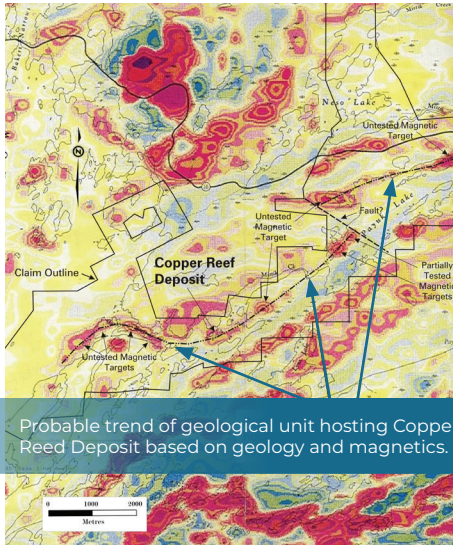 Neso Lake
Untested Magnetic
Target
N
Untested
Magnetic
Target
Fault?
Claim Outline
Copper Reef
Deposit
Partially
Tested
Magnetic
Targets
Untested Magnetic
Targets
Probable trend of geological unit hosting Coppe
Reed Deposit based on geology and magnetics.
0 1000 2000
Metres